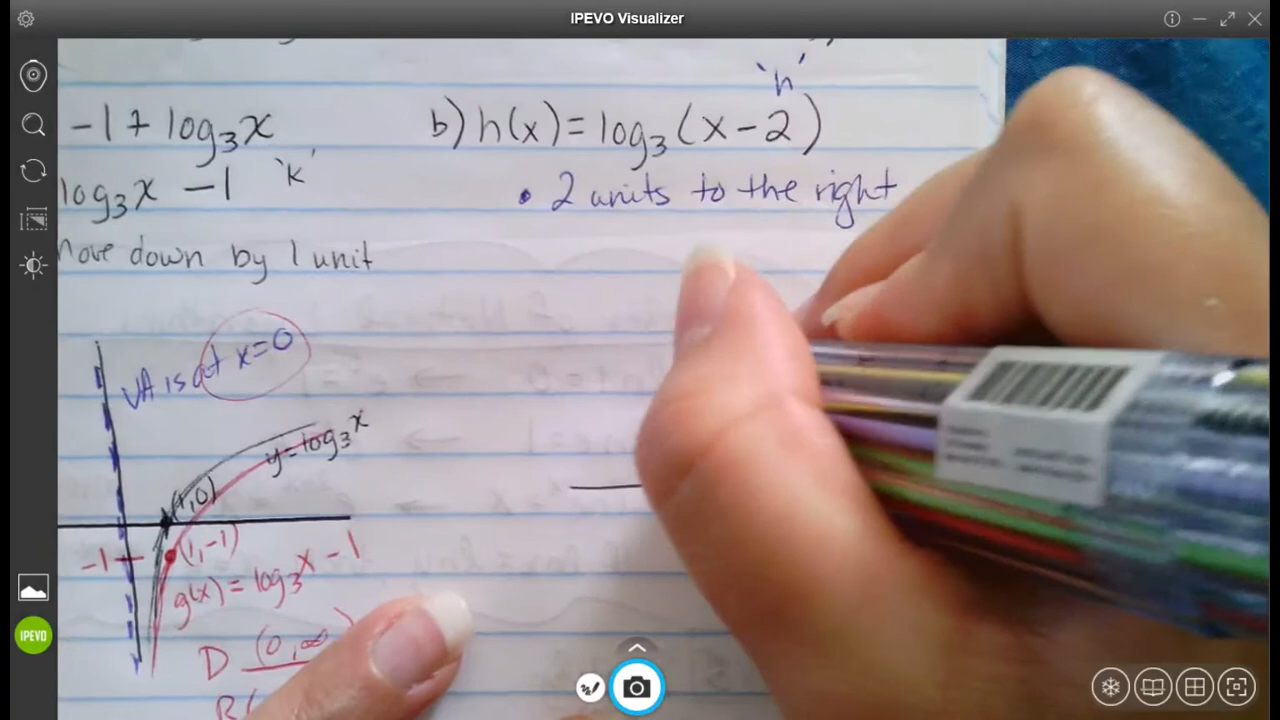 IPEVO Visualizer
'h'
-1 + log₃x
b) h(x) = log₃(x-2)
log₃x -1 'k'
• 2 units to the right
move down by 1 unit
VA is at x=0
y=log₃x
(1,0)
-1
(1,-1)
g(x) = log₃x -1
D (0,∞)
R(
IPEVO